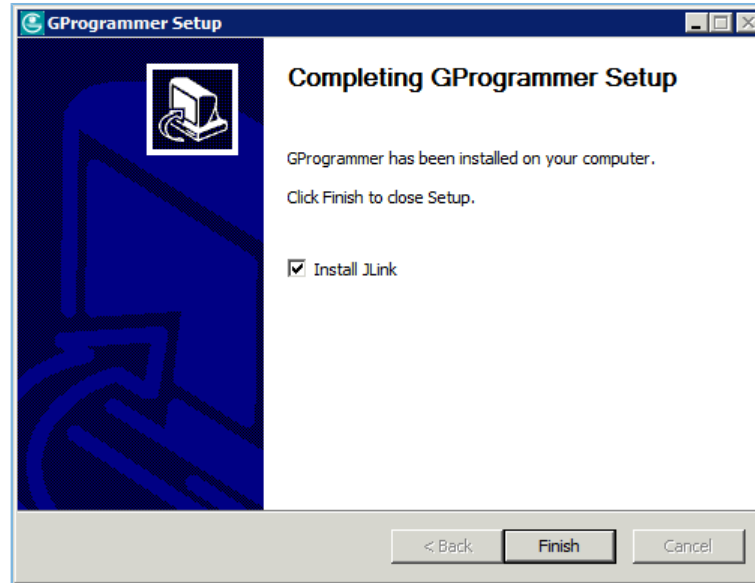 GProgrammer Setup
Completing GProgrammer Setup
GProgrammer has been installed on your computer.
Click Finish to close Setup.
Install JLink
< Back
Finish
Cancel